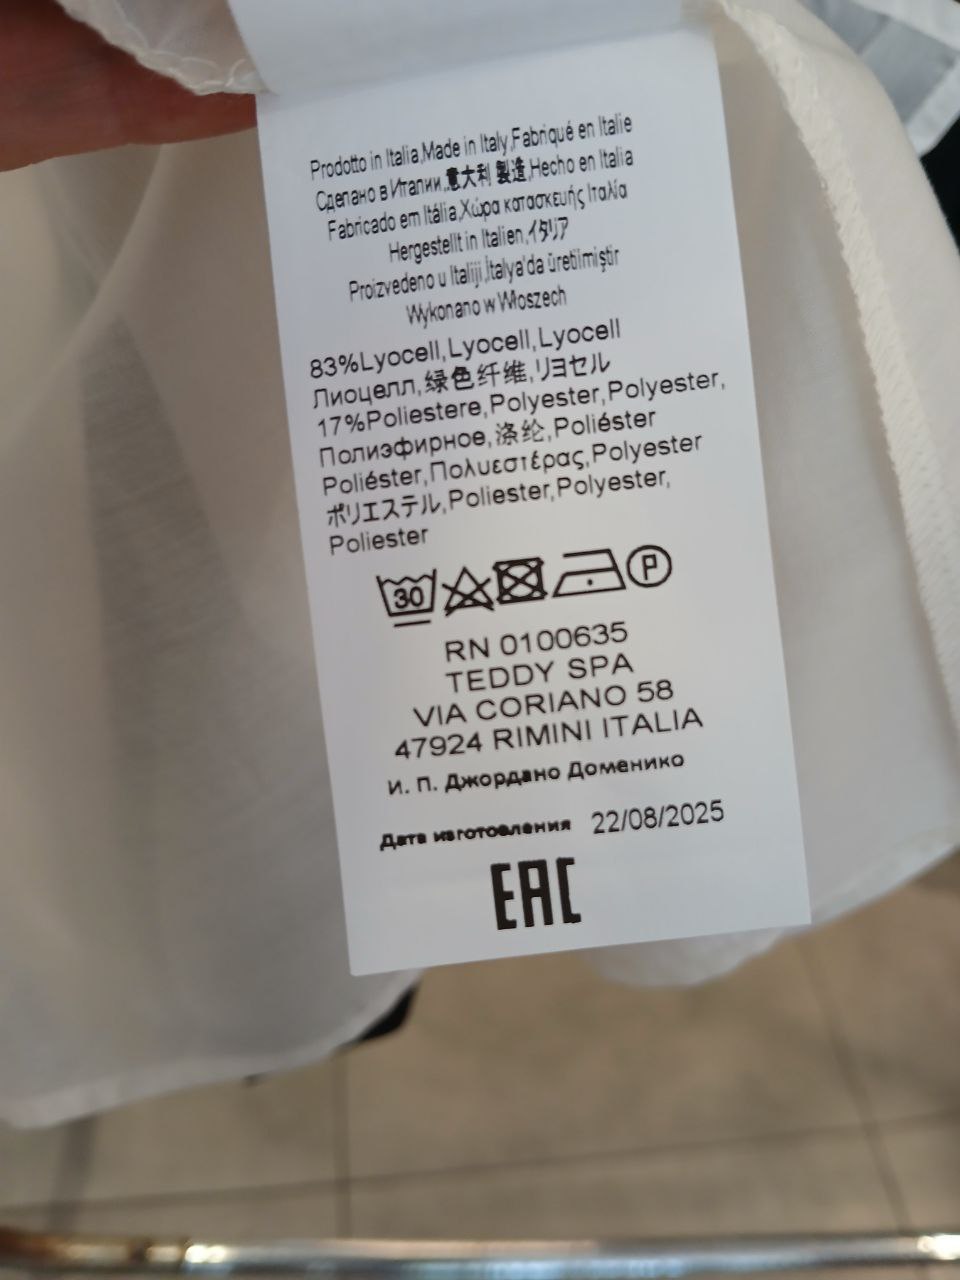 Prodotto in Italia,Made in Italy,Fabriqué en Italie
Сделано в Италии,意大利 製造,Hecho en Italia
Fabricado em Itália,Χώρα κατασκευής Ιταλία
Hergestellt in Italien,イタリア
Proizvedeno u Italiji,İtalya'da üretilmiştir
Wykonano w Włoszech
83%Lyocell,Lyocell,Lyocell
Лиоцелл,绿色纤维,リヨセル
17%Poliestere,Polyester,Polyester,
Полиэфирное,涤纶,Poliéster
Poliéster,Πολυεστέρας,Polyester
ポリエステル,Poliester,Polyester,
Poliester
30
P
RN 0100635
TEDDY SPA
VIA CORIANO 58
47924 RIMINI ITALIA
И. П. Джордано Доменико
Дата изготовления 22/08/2025
EAC